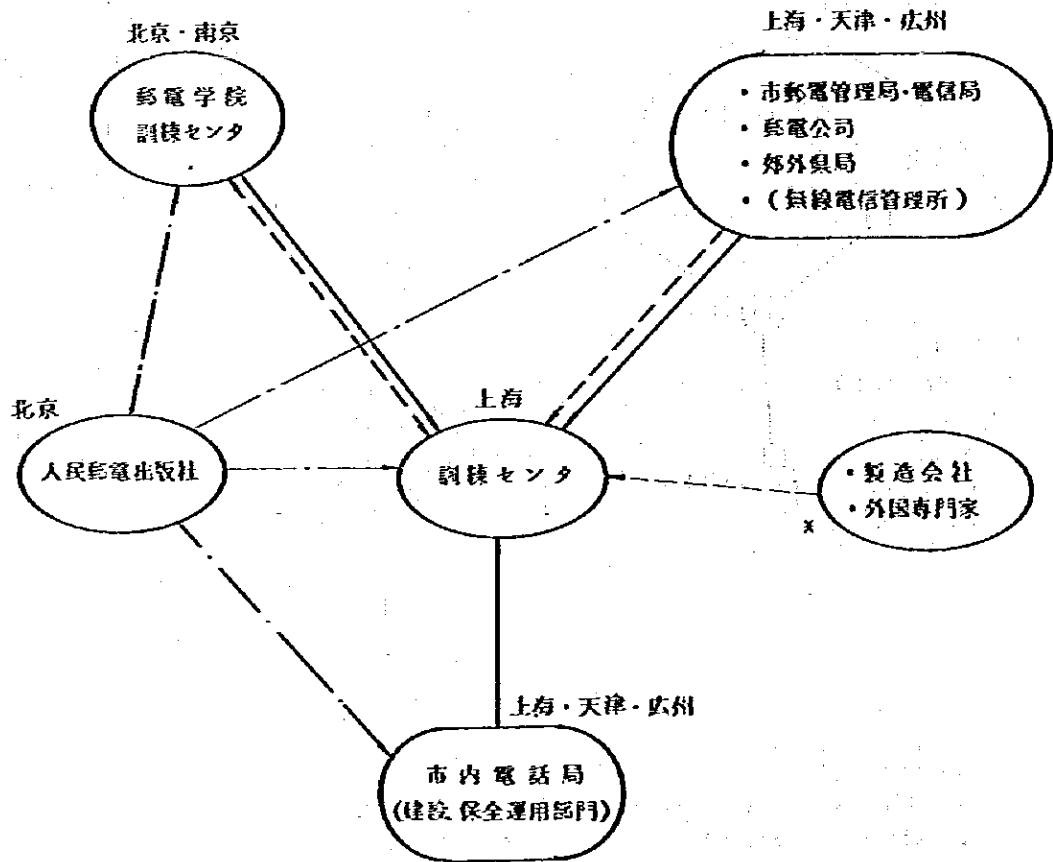 北京・南京
郵電学院
訓練センタ
上海・天津・広州
・市郵電管理局・電信局
・郵電公司
・郊外県局
・(無線電信管理所)
北京
人民郵電出版社
上海
訓練センタ
・製造会社
・外国専門家
*
上海・天津・広州
市内電話局
(建設 保全運用部門)